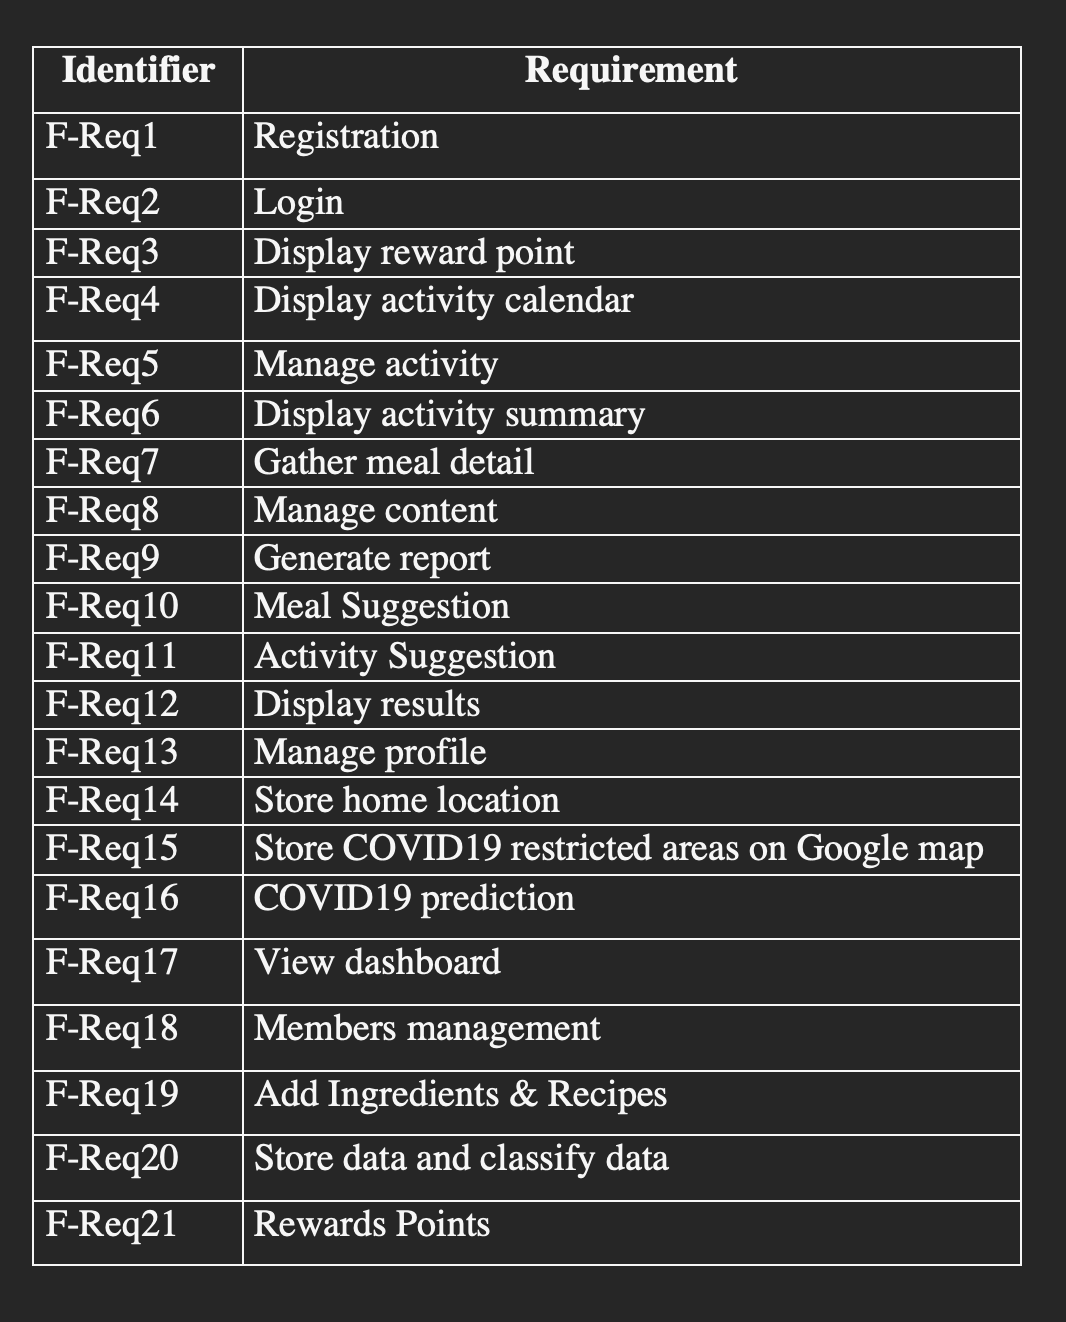 Identifier Requirement
F-Req1 Registration
F-Req2 Login
F-Req3 Display reward point
F-Req4 Display activity calendar
F-Req5 Manage activity
F-Req6 Display activity summary
F-Req7 Gather meal detail
F-Req8 Manage content
F-Req9 Generate report
F-Req10 Meal Suggestion
F-Req11 Activity Suggestion
F-Req12 Display results
F-Req13 Manage profile
F-Req14 Store home location
F-Req15 Store COVID19 restricted areas on Google map
F-Req16 COVID19 prediction
F-Req17 View dashboard
F-Req18 Members management
F-Req19 Add Ingredients & Recipes
F-Req20 Store data and classify data
F-Req21 Rewards Points